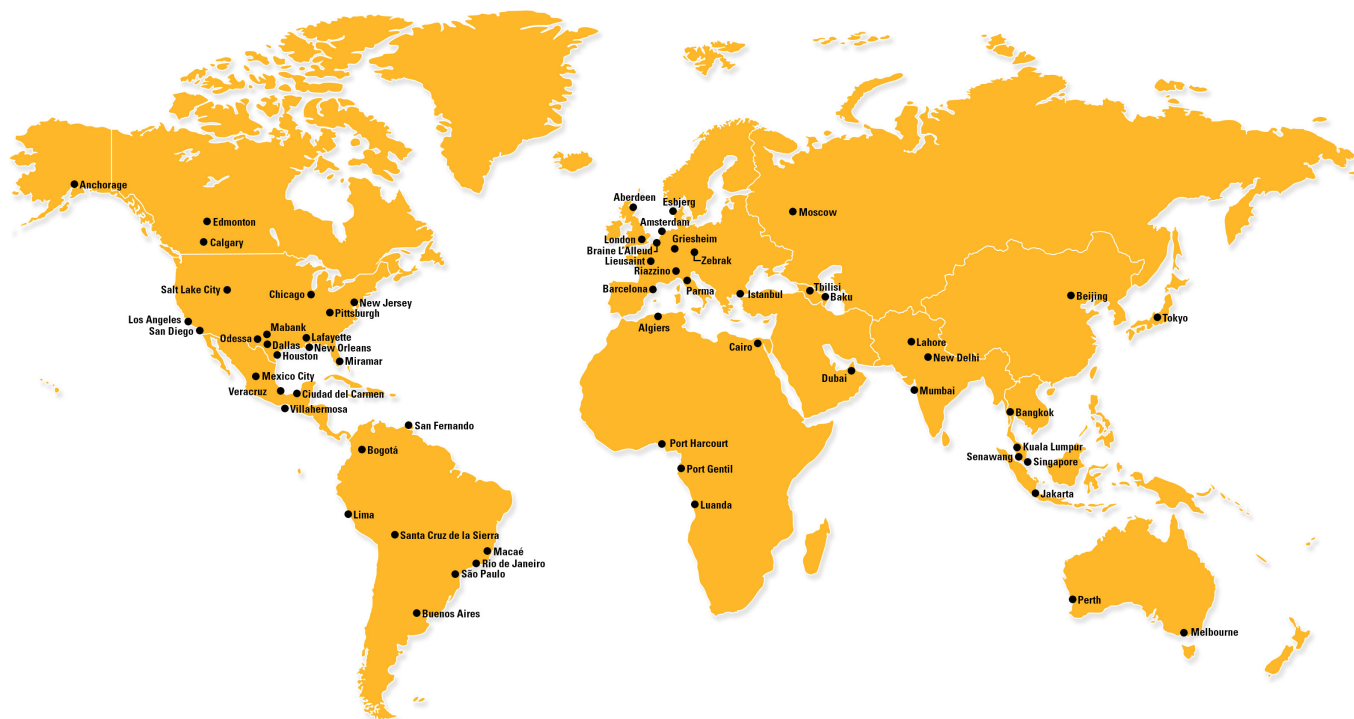 Anchorage
Edmonton
Calgary
Salt Lake City
Chicago
New Jersey
Pittsburgh
Los Angeles
San Diego
Mabank
Odessa
Dallas
Lafayette
New Orleans
Houston
Miramar
Mexico City
Veracruz
Ciudad del Carmen
Villahermosa
San Fernando
Bogotá
Lima
Santa Cruz de la Sierra
Macaé
Rio de Janeiro
São Paulo
Buenos Aires
Aberdeen
Esbjerg
Amsterdam
London
Griesheim
Braine L'Alleud
Zebrak
Lieusaint
Riazzino
Barcelona
Parma
Istanbul
Tbilisi
Baku
Moscow
Algiers
Cairo
Dubai
Port Harcourt
Port Gentil
Luanda
Beijing
Tokyo
Lahore
New Delhi
Mumbai
Bangkok
Kuala Lumpur
Senawang
Singapore
Jakarta
Perth
Melbourne